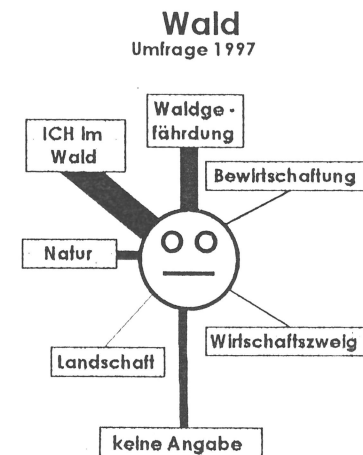 Wald
Umfrage 1997
Waldge -
fährdung
ICH im
Wald
Bewirtschaftung
Natur
Wirtschaftszweig
Landschaft
keine Angabe